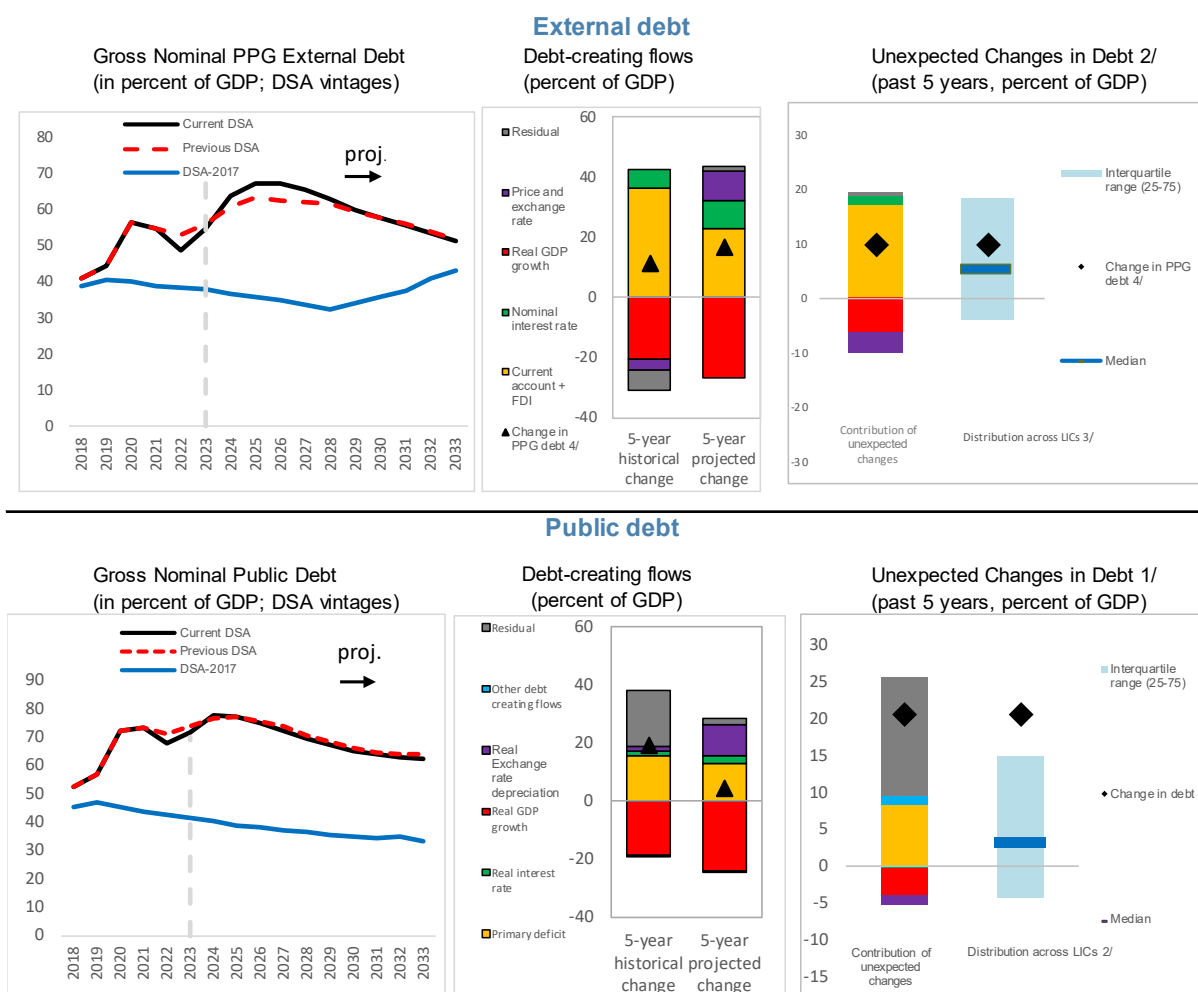 External debt
Gross Nominal PPG External Debt
(in percent of GDP; DSA vintages)
Current DSA
Previous DSA
DSA-2017
proj.
80
70
60
50
40
30
20
10
0
2018
2019
2020
2021
2022
2023
2024
2025
2026
2027
2028
2029
2030
2031
2032
2033
Debt-creating flows
(percent of GDP)
Residual
Price and
exchange
rate
Real GDP
growth
Nominal
interest rate
Current
account +
FDI
Change in
PPG debt 4/
60
40
20
0
-20
-40
5-year
historical
change
5-year
projected
change
Unexpected Changes in Debt 2/
(past 5 years, percent of GDP)
30
20
10
0
-10
-20
-30
Contribution of
unexpected
changes
Distribution across LICs 3/
Interquartile
range (25-75)
Change in PPG
debt 4/
Median
Public debt
Gross Nominal Public Debt
(in percent of GDP; DSA vintages)
Current DSA
Previous DSA
DSA-2017
proj.
90
80
70
60
50
40
30
20
10
0
2018
2019
2020
2021
2022
2023
2024
2025
2026
2027
2028
2029
2030
2031
2032
2033
Debt-creating flows
(percent of GDP)
Residual
Other debt
creating flows
Real
Exchange
rate
depreciation
Real GDP
growth
Real interest
rate
Primary deficit
60
40
20
0
-20
-40
5-year
historical
change
5-year
projected
change
Unexpected Changes in Debt 1/
(past 5 years, percent of GDP)
30
25
20
15
10
5
0
-5
-10
-15
Contribution of
unexpected
changes
Distribution across LICs 2/
Interquartile
range (25-75)
Change in debt
Median